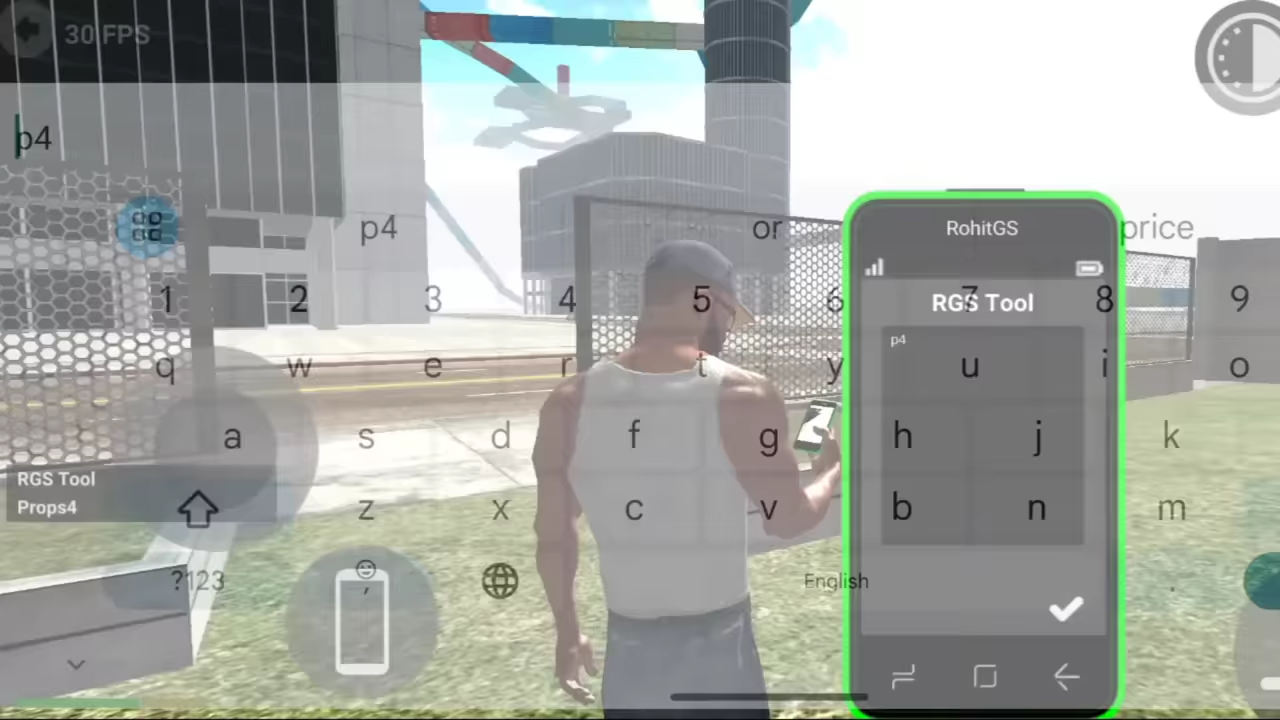 30 FPS
p4
RohitGS
p4 or price
RGS Tool
1 2 3 4 5 6 7 8 9
p4
q w e r t y u i o
a s d f g h j k
RGS Tool
Props4
z x c v b n m
?123 , English .